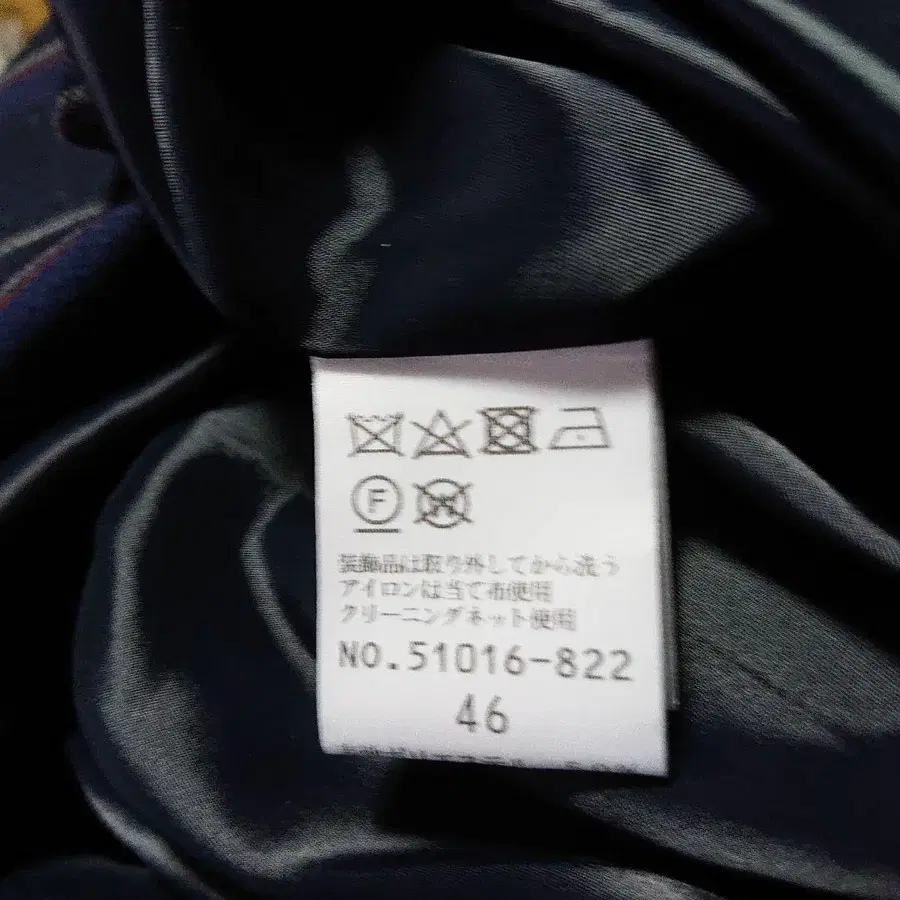 F
W
装飾品は取り外してから洗う
アイロンは当て布使用
クリーニングネット使用
NO.51016-822
46